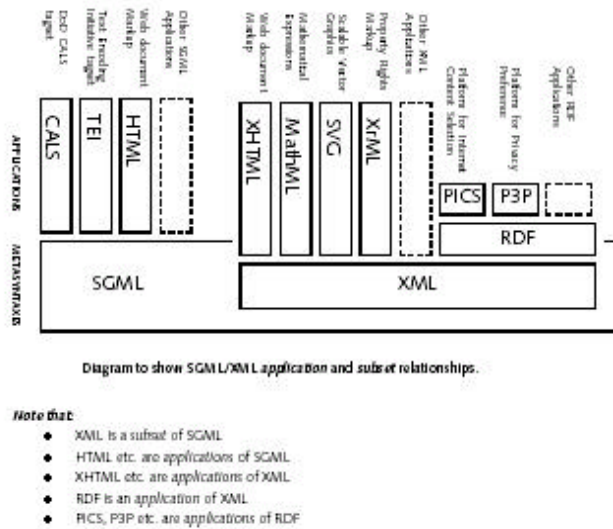 DoD CALS
tagset
Text Encoding
Initiative tagset
Web document
Markup
Other SGML
Applications
Web document
Markup
Mathematical
Expressions
Scalable Vector
Graphics
Property Rights
Markup
Other XML
Applications
Platform for Internet
Content Selection
Platform for Privacy
Preference
Other RDF
Applications
APPLICATIONS
CALS
TEI
HTML
XHTML
MathML
SVG
XrML
PICS
P3P
RDF
METASYNTAXES
SGML
XML
Diagram to show SGML/XML application and subset relationships.
Note that:
● XML is a subset of SGML
● HTML etc. are applications of SGML
● XHTML etc. are applications of XML
● RDF is an application of XML
● PICS, P3P etc. are applications of RDF